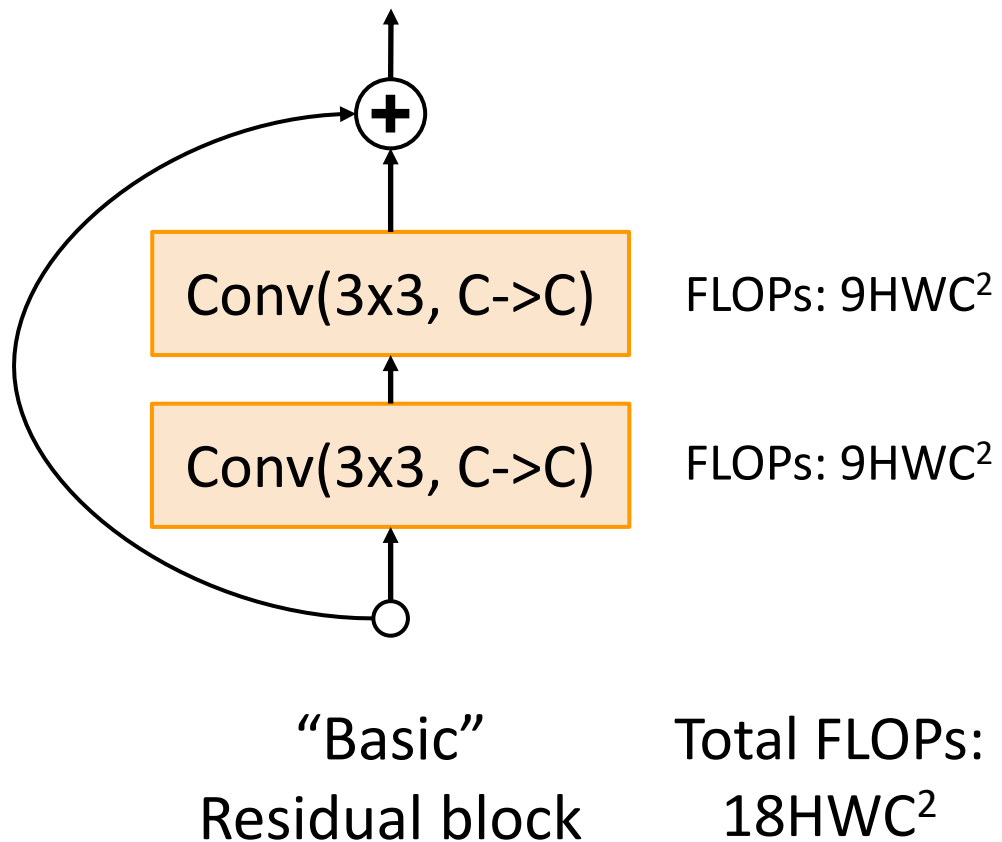 Conv(3x3, C->C)
FLOPs: 9HWC²
Conv(3x3, C->C)
FLOPs: 9HWC²
“Basic”
Residual block
Total FLOPs:
18HWC²